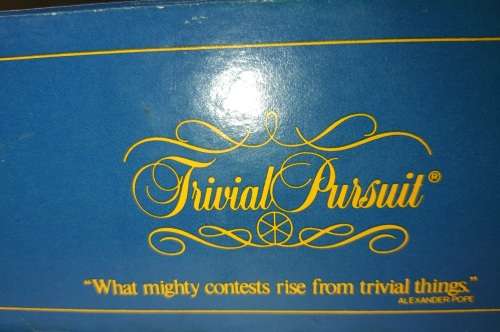 Trivial Pursuit®
"What mighty contests rise from trivial things."
ALEXANDER POPE